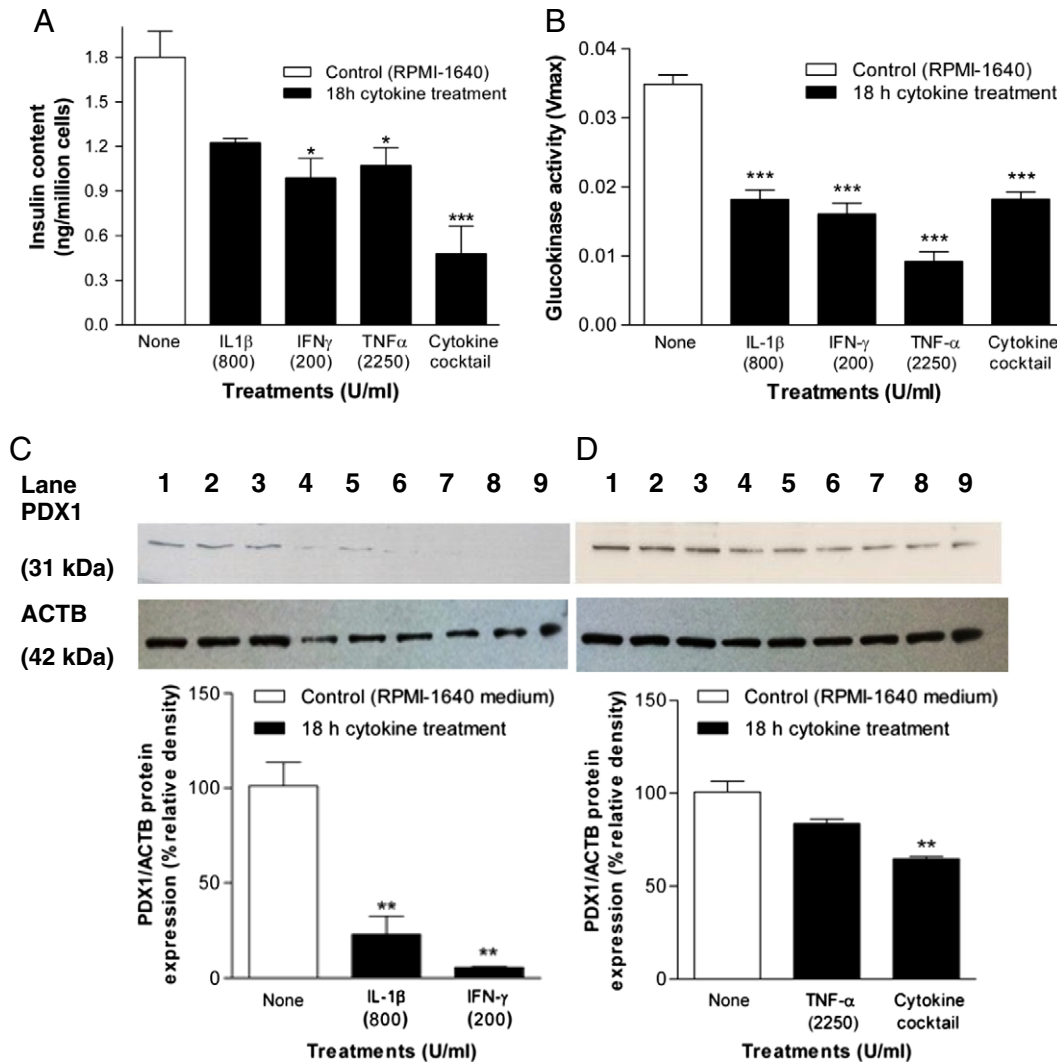 A
1.8
1.5
1.2
0.9
0.6
0.3
0.0
Insulin content
(ng/million cells)
Control (RPMI-1640)
18h cytokine treatment
*
*
***
None
IL1β
(800)
IFNγ
(200)
TNFα
(2250)
Cytokine
cocktail
Treatments (U/ml)
B
0.04
0.03
0.02
0.01
0.00
Glucokinase activity (Vmax)
Control (RPMI-1640)
18 h cytokine treatment
***
***
***
***
None
IL-1β
(800)
IFN-γ
(200)
TNF-α
(2250)
Cytokine
cocktail
Treatments (U/ml)
C
Lane 1 2 3 4 5 6 7 8 9
PDX1
(31 kDa)
ACTB
(42 kDa)
150
100
50
0
PDX1/ACTB protein
expression (% relative density)
Control (RPMI-1640 medium)
18 h cytokine treatment
**
**
None
IL-1β
(800)
IFN-γ
(200)
Treatments (U/ml)
D
1 2 3 4 5 6 7 8 9
150
100
50
0
PDX1/ACTB protein
expression (% relative density)
Control (RPMI-1640 medium)
18 h cytokine treatment
**
None
TNF-α
(2250)
Cytokine
cocktail
Treatments (U/ml)